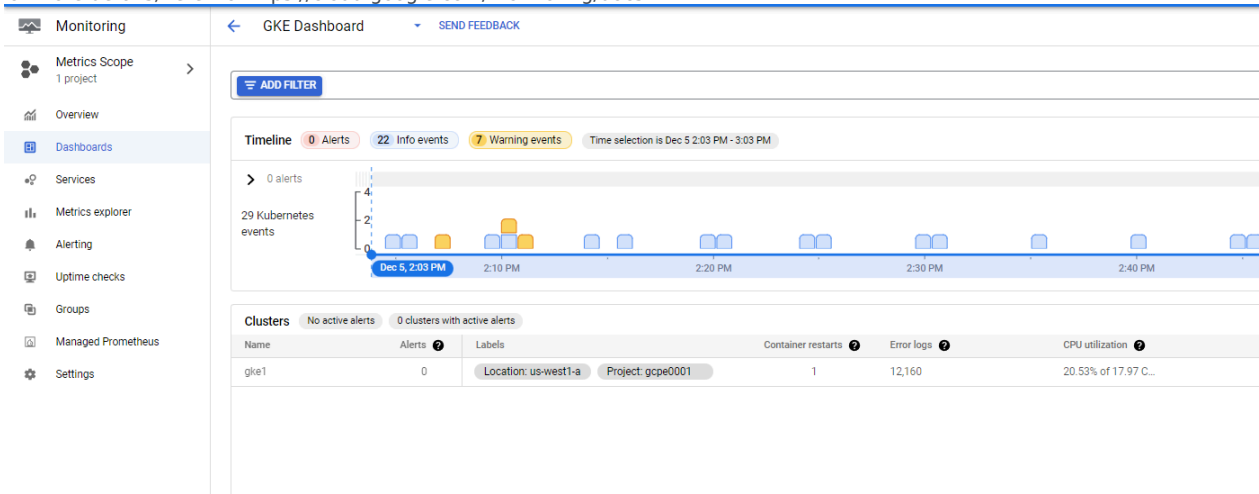 Monitoring
GKE Dashboard
SEND FEEDBACK
Metrics Scope
1 project
ADD FILTER
Overview
Dashboards
Services
Metrics explorer
Alerting
Uptime checks
Groups
Managed Prometheus
Settings
Timeline 0 Alerts 22 Info events 7 Warning events Time selection is Dec 5 2:03 PM - 3:03 PM
0 alerts
29 Kubernetes
events
4
2
0
Dec 5, 2:03 PM 2:10 PM 2:20 PM 2:30 PM 2:40 PM
Clusters No active alerts 0 clusters with active alerts
Name Alerts ? Labels Container restarts ? Error logs ? CPU utilization ?
gke1 0 Location: us-west1-a Project: gcpe0001 1 12,160 20.53% of 17.97 C...